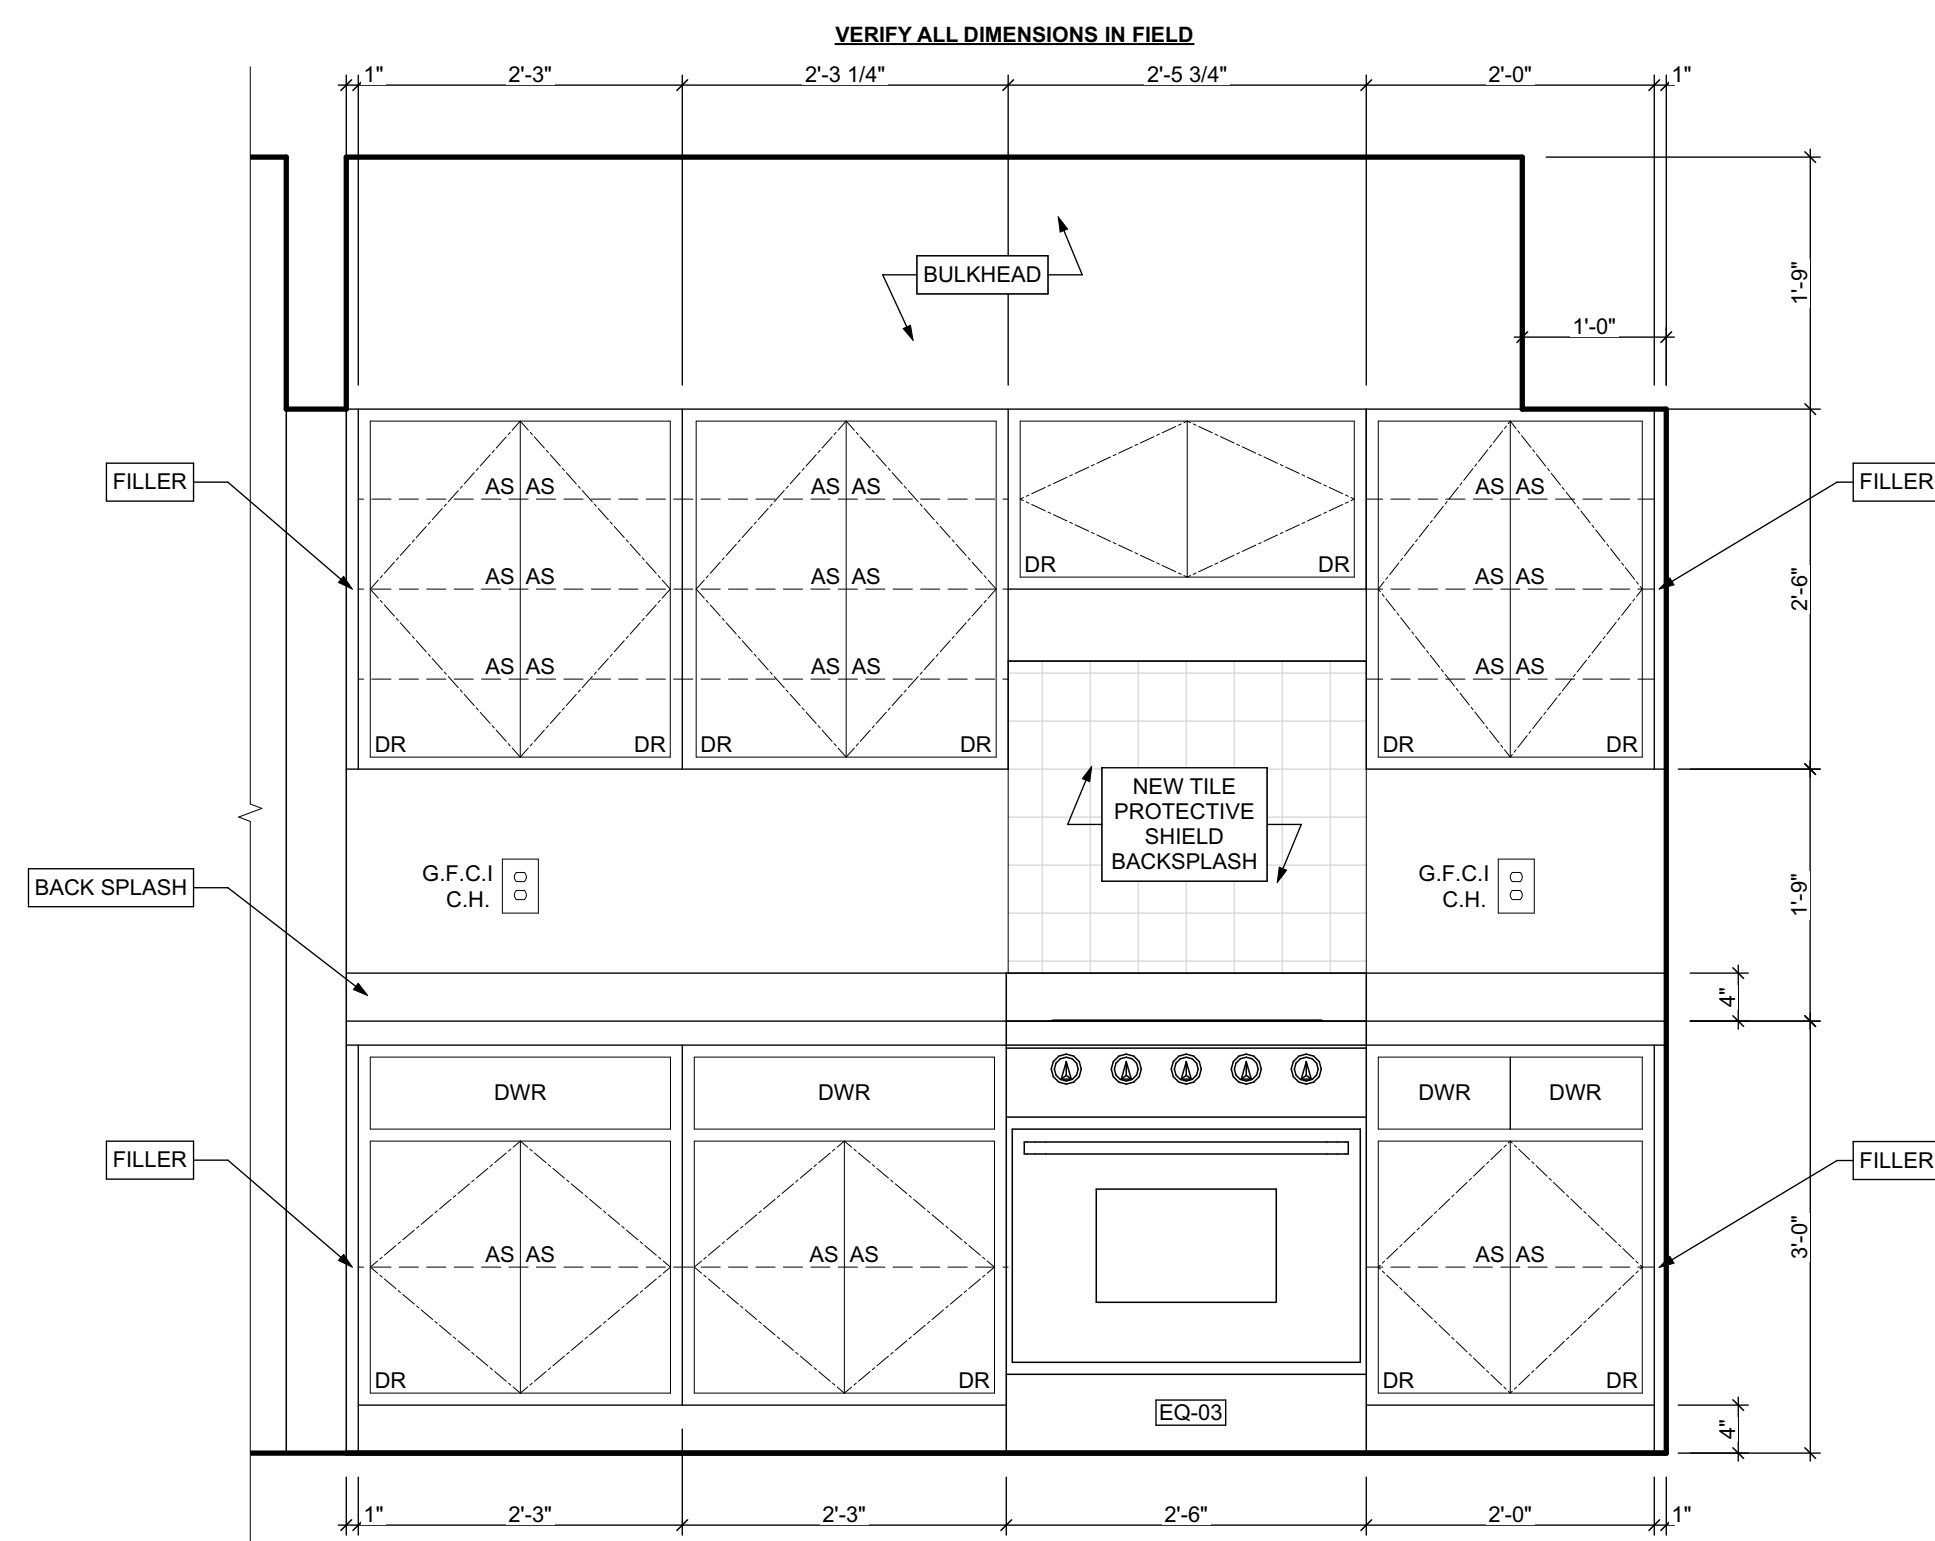 VERIFY ALL DIMENSIONS IN FIELD
1" 2'-3" 2'-3 1/4" 2'-5 3/4" 2'-0" 1"
BULKHEAD
1'-9"
1'-0"
FILLER FILLER
AS AS AS AS AS AS
DR DR
AS AS AS AS AS AS
2'-6"
AS AS AS AS AS AS
DR DR DR DR DR DR
NEW TILE
PROTECTIVE
SHIELD
BACKSPLASH
G.F.C.I
C.H.
G.F.C.I
C.H.
BACK SPLASH
1'-9"
4"
DWR DWR DWR DWR
FILLER FILLER
3'-0"
AS AS AS AS AS AS
DR DR DR DR
EQ-03
4"
1" 2'-3" 2'-3" 2'-6" 2'-0" 1"